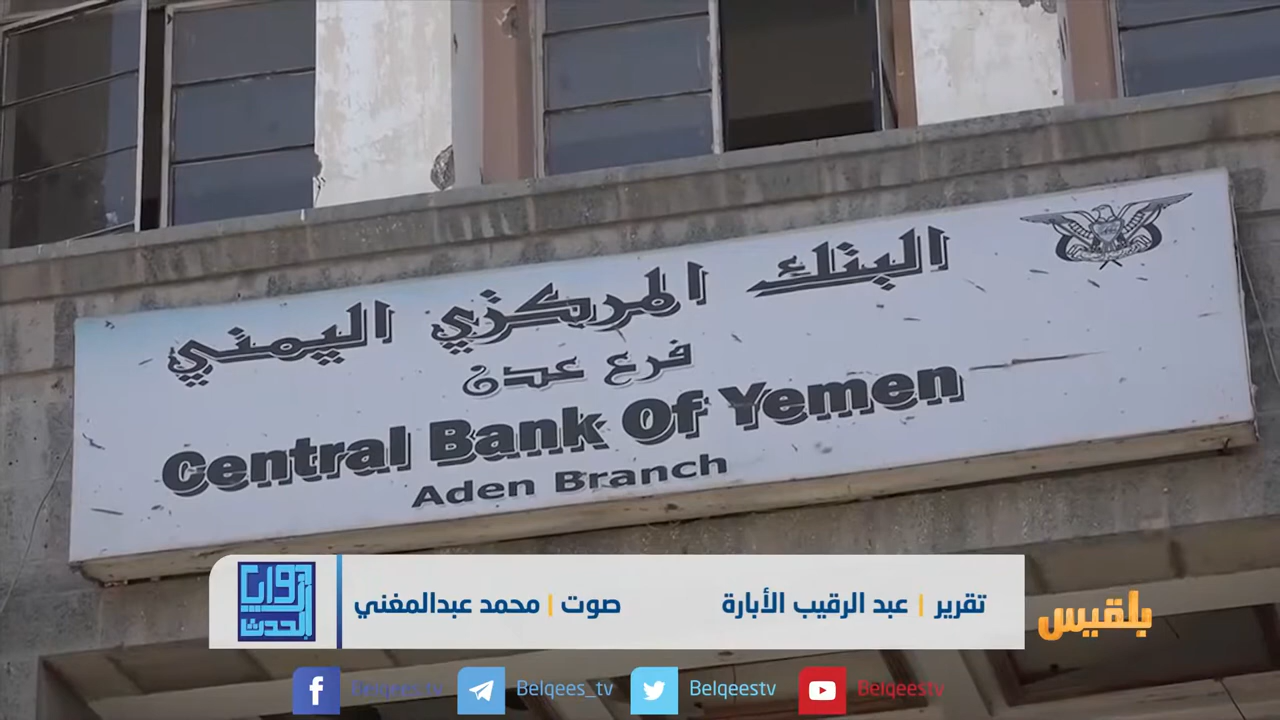 البنك المركزي اليمني
فرع عدن
Central Bank Of Yemen
Aden Branch
تقرير | عبد الرقيب الأبارة
صوت | محمد عبدالمغني
زوايا الحدث
بلقيس
Belqeestv
Belqees_tv
Belqeestv
Belqeestv